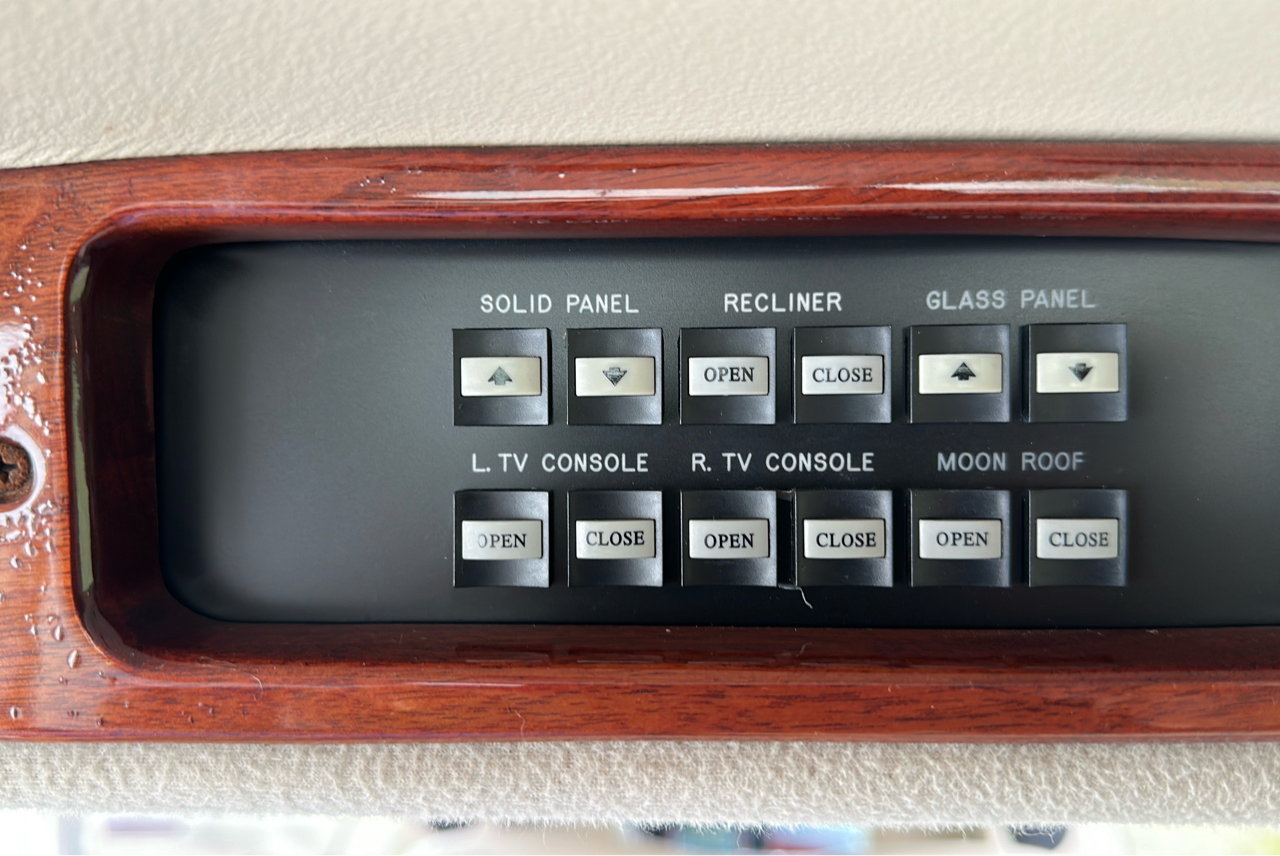 SOLID PANEL RECLINER GLASS PANEL
OPEN CLOSE
L. TV CONSOLE R. TV CONSOLE MOON ROOF
OPEN CLOSE OPEN CLOSE OPEN CLOSE